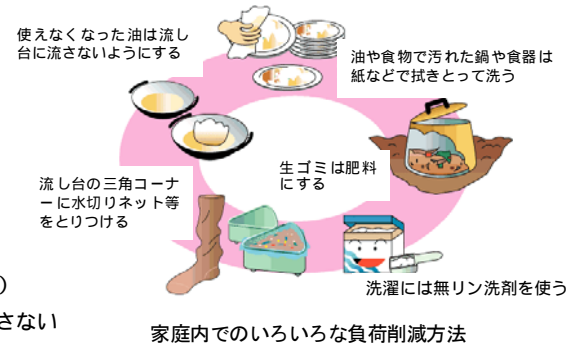 使えなくなった油は流し
台に流さないようにする
油や食物で汚れた鍋や食器は
紙などで拭きとって洗う
生ゴミは肥料
にする
流し台の三角コーナ
ーに水切りネット等
をとりつける
洗濯には無リン洗剤を使う
)
さない
家庭内でのいろいろな負荷削減方法